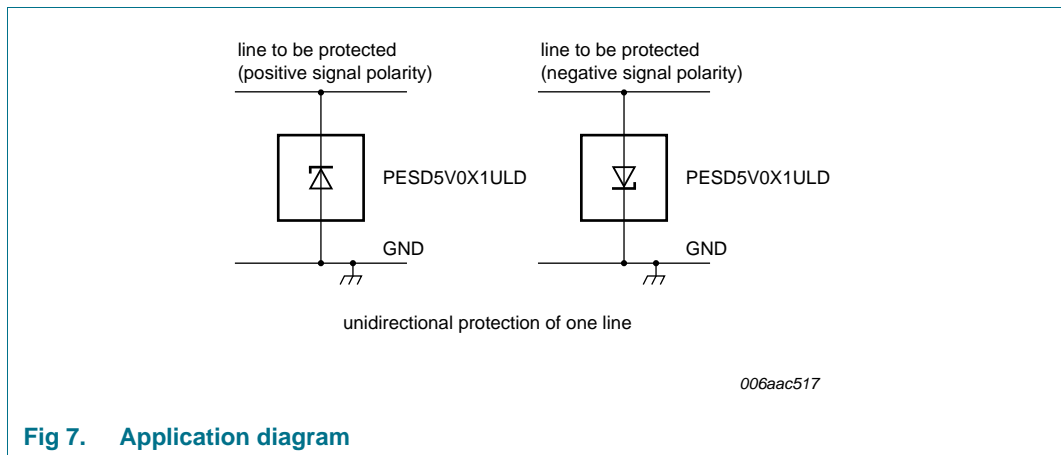 line to be protected
(positive signal polarity)
line to be protected
(negative signal polarity)
PESD5V0X1ULD
PESD5V0X1ULD
GND
GND
unidirectional protection of one line
006aac517
Fig 7. Application diagram